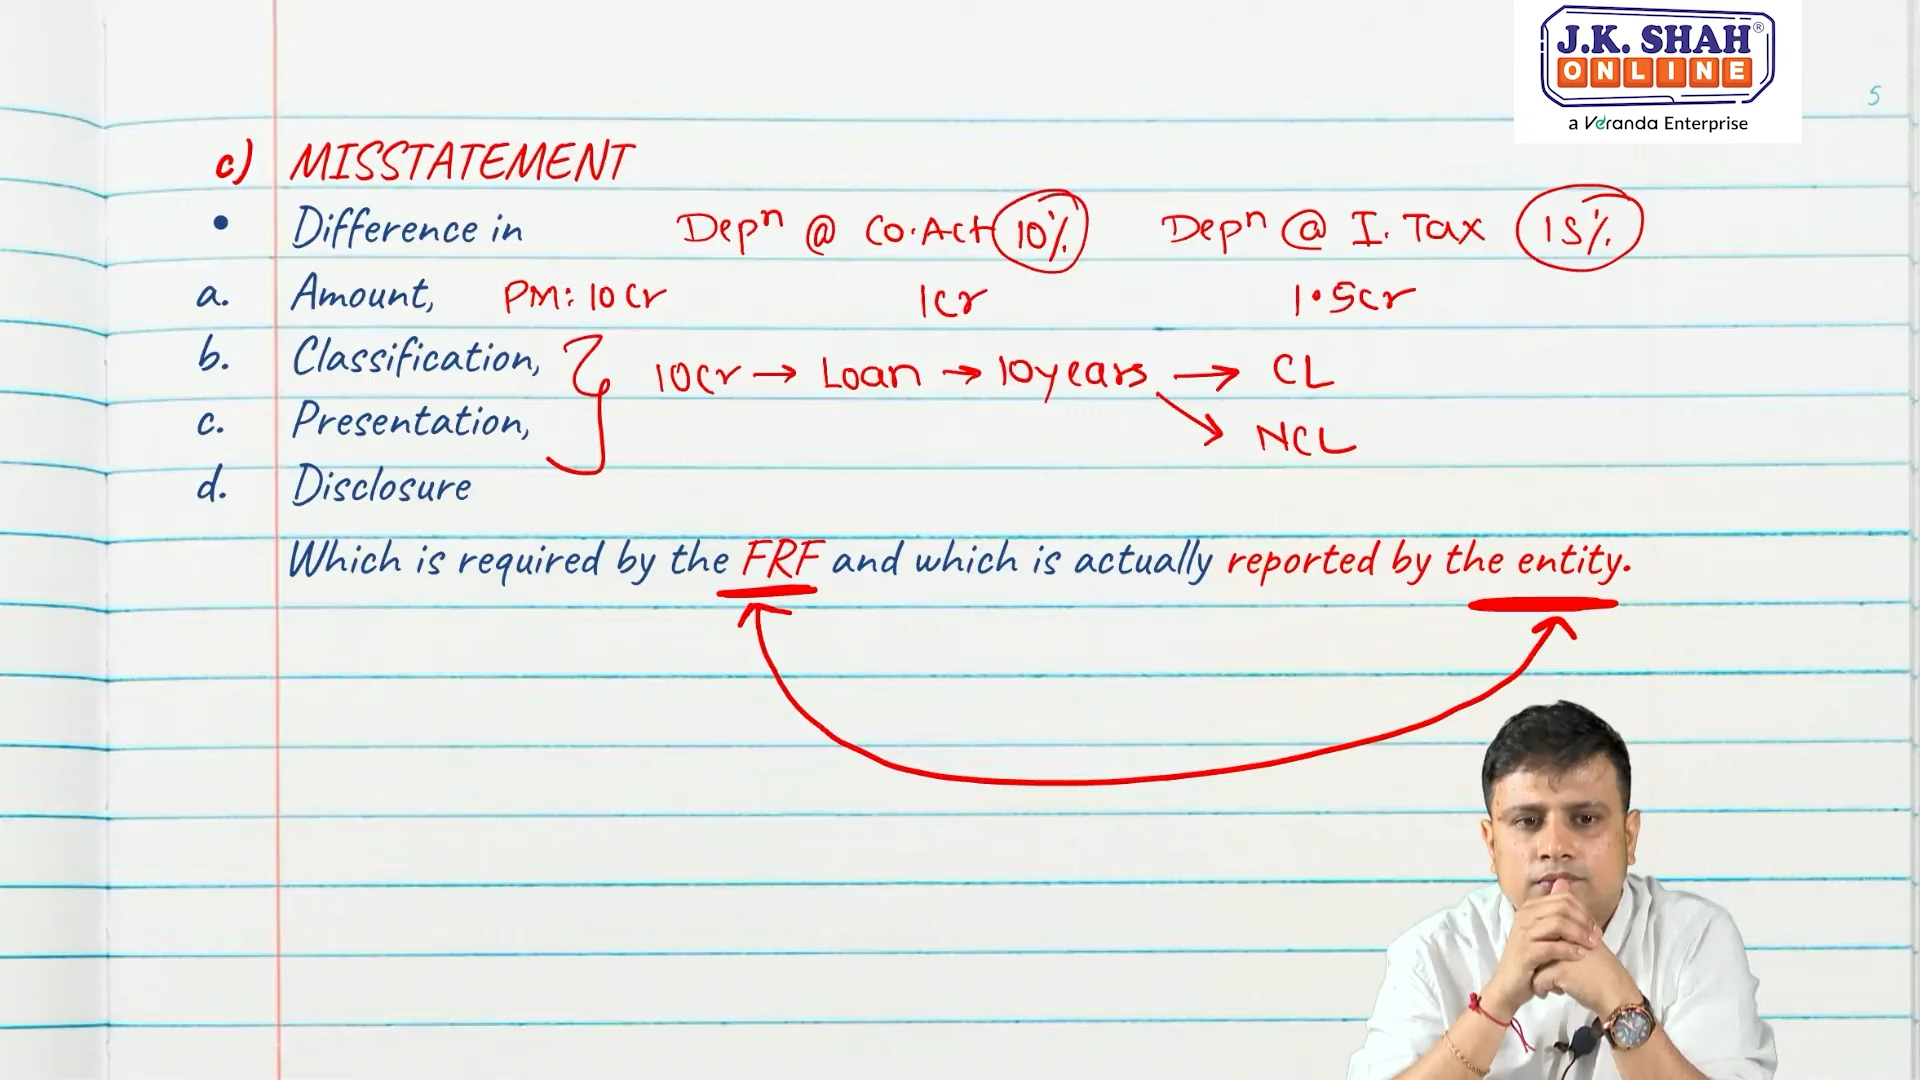 J.K. SHAH®
ONLINE
a Veranda Enterprise
5
c) MISSTATEMENT
• Difference in Depⁿ @ Co.Act 10% Depⁿ @ I. Tax 15%
a. Amount, PM: 10Cr 1Cr 1.5cr
b. Classification, 10Cr → Loan → 10years → CL
c. Presentation, NCL
d. Disclosure
Which is required by the FRF and which is actually reported by the entity.